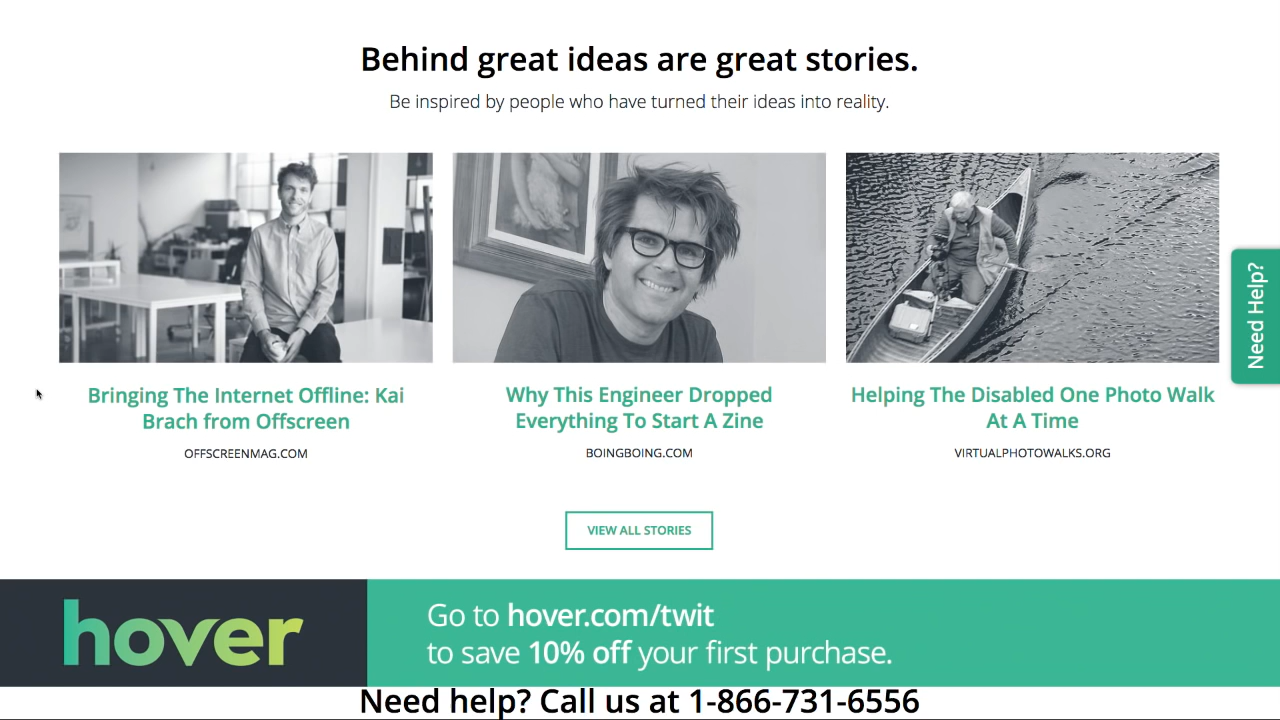 Behind great ideas are great stories.
Be inspired by people who have turned their ideas into reality.
Bringing The Internet Offline: Kai
Brach from Offscreen
OFFSCREENMAG.COM
Why This Engineer Dropped
Everything To Start A Zine
BOINGBOING.COM
Helping The Disabled One Photo Walk
At A Time
VIRTUALPHOTOWALKS.ORG
Need Help?
VIEW ALL STORIES
hover
Go to hover.com/twit
to save 10% off your first purchase.
Need help? Call us at 1-866-731-6556